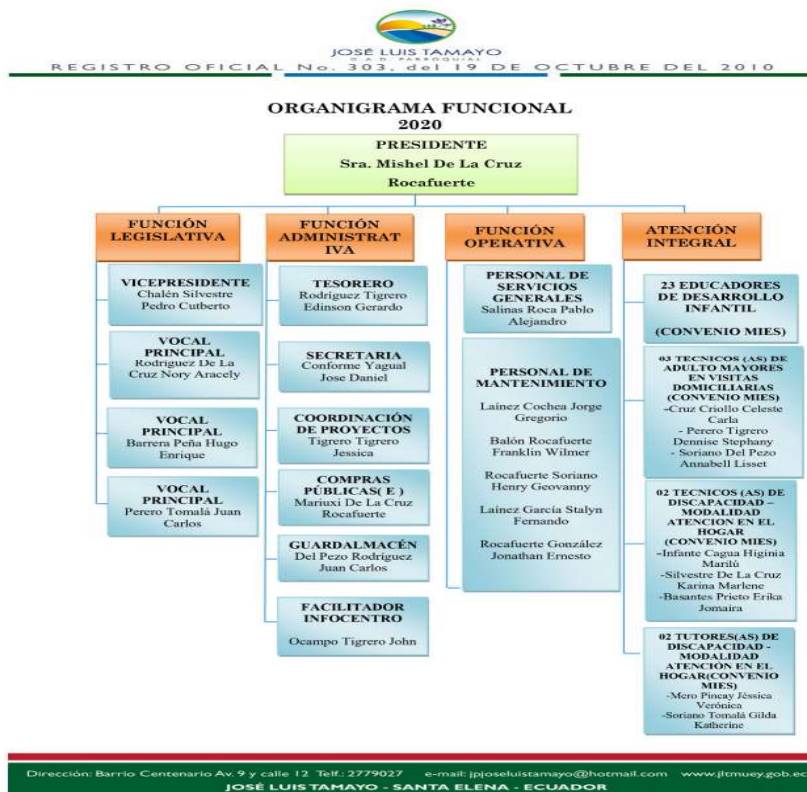 JOSÉ LUIS TAMAYO
G.A.D. PARROQUIAL
REGISTRO OFICIAL No. 303, del 19 DE OCTUBRE DEL 2010
ORGANIGRAMA FUNCIONAL
2020
PRESIDENTE
Sra. Mishel De La Cruz
Rocafuerte
FUNCIÓN
LEGISLATIVA
VICEPRESIDENTE
Chalén Silvestre
Pedro Cutberto
VOCAL
PRINCIPAL
Rodríguez De La
Cruz Nory Aracely
VOCAL
PRINCIPAL
Barrera Peña Hugo
Enrique
VOCAL
PRINCIPAL
Perero Tomalá Juan
Carlos
FUNCIÓN
ADMINISTRAT
IVA
TESORERO
Rodríguez Tigrero
Edinson Gerardo
SECRETARIA
Conforme Yagual
Jose Daniel
COORDINACIÓN
DE PROYECTOS
Tigrero Tigrero
Jessica
COMPRAS
PÚBLICAS( E )
Mariuxi De La Cruz
Rocafuerte
GUARDALMACÉN
Del Pezo Rodríguez
Juan Carlos
FACILITADOR
INFOCENTRO
Ocampo Tigrero John
FUNCIÓN
OPERATIVA
PERSONAL DE
SERVICIOS
GENERALES
Salinas Roca Pablo
Alejandro
PERSONAL DE
MANTENIMIENTO
Laínez Cochea Jorge
Gregorio
Balón Rocafuerte
Franklin Wilmer
Rocafuerte Soriano
Henry Geovanny
Laínez García Stalyn
Fernando
Rocafuerte González
Jonathan Ernesto
ATENCIÓN
INTEGRAL
23 EDUCADORES
DE DESARROLLO
INFANTIL
(CONVENIO MIES)
03 TECNICOS (AS) DE
ADULTO MAYORES
EN VISITAS
DOMICILIARIAS
(CONVENIO MIES)
-Cruz Criollo Celeste
Carla
- Perero Tigrero
Dennise Stephany
- Soriano Del Pezo
Annabell Lisset
02 TECNICOS (AS) DE
DISCAPACIDAD –
MODALIDAD
ATENCION EN EL
HOGAR
(CONVENIO MIES)
-Infante Cagua Higinia
Marilú
-Silvestre De La Cruz
Karina Marlene
-Basantes Prieto Erika
Jomaira
02 TUTORES(AS) DE
DISCAPACIDAD -
MODALIDAD
ATENCIÓN EN EL
HOGAR(CONVENIO
MIES)
-Mero Pincay Jéssica
Verónica
-Soriano Tomalá Gilda
Katherine
Dirección: Barrio Centenario Av. 9 y calle 12 Telf.: 2779027 e-mail: jpjoseluistamayo@hotmail.com www.jltmuey.gob.ec
JOSÉ LUIS TAMAYO - SANTA ELENA - ECUADOR